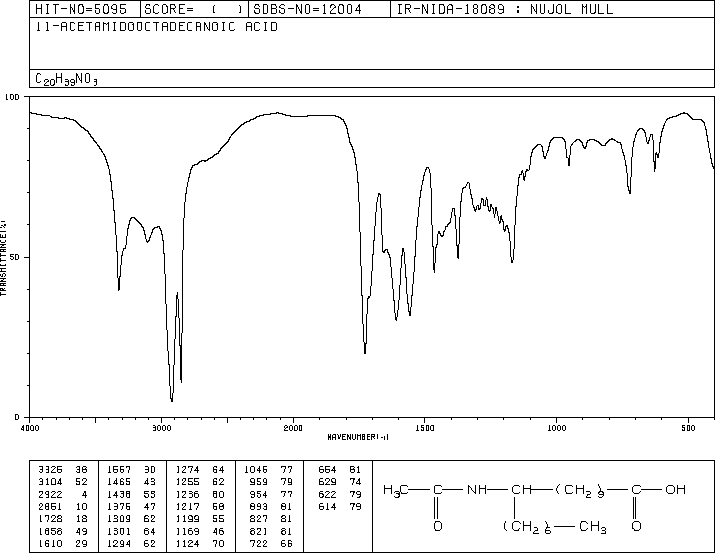 HIT-NO=5095 SCORE= ( ) SDBS-NO=12004 IR-NIDA-18089 : NUJOL MULL
11-ACETAMIDOOCTADECANOIC ACID
C20H39NO3
100
50
0
TRANSMITTANCE(%)
4000 3000 2000 1500 1000 500
WAVENUMBER(-1)
3325 36 1557 30 1274 64 1045 77 654 81
3104 52 1465 43 1255 62 959 79 629 74
2922 4 1438 55 1236 60 954 77 622 79
2851 10 1376 47 1217 58 893 81 614 79
1728 18 1309 62 1199 55 827 81
1656 49 1301 64 1169 46 821 81
1610 29 1294 62 1124 70 722 66
H3C C NH CH (CH2)9 C OH
O (CH2)6 CH3 O